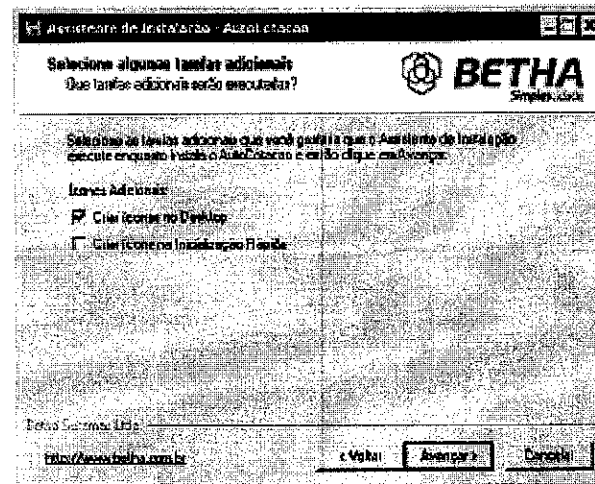 Assistente de Instalação - AutoCotacao
Selecione algumas tarefas adicionais
Que tarefas adicionais serão executadas?
BETHA
Simplicidade
Selecione as tarefas adicionais que você gostaria que o Assistente de Instalação
execute enquanto instala o AutoCotacao e então clique em Avançar.
Ícones Adicionais:
Criar ícones no Desktop
Criar ícone na Inicialização Rápida
Betha Sistemas Ltda
http://www.betha.com.br
< Voltar
Avançar >
Cancela